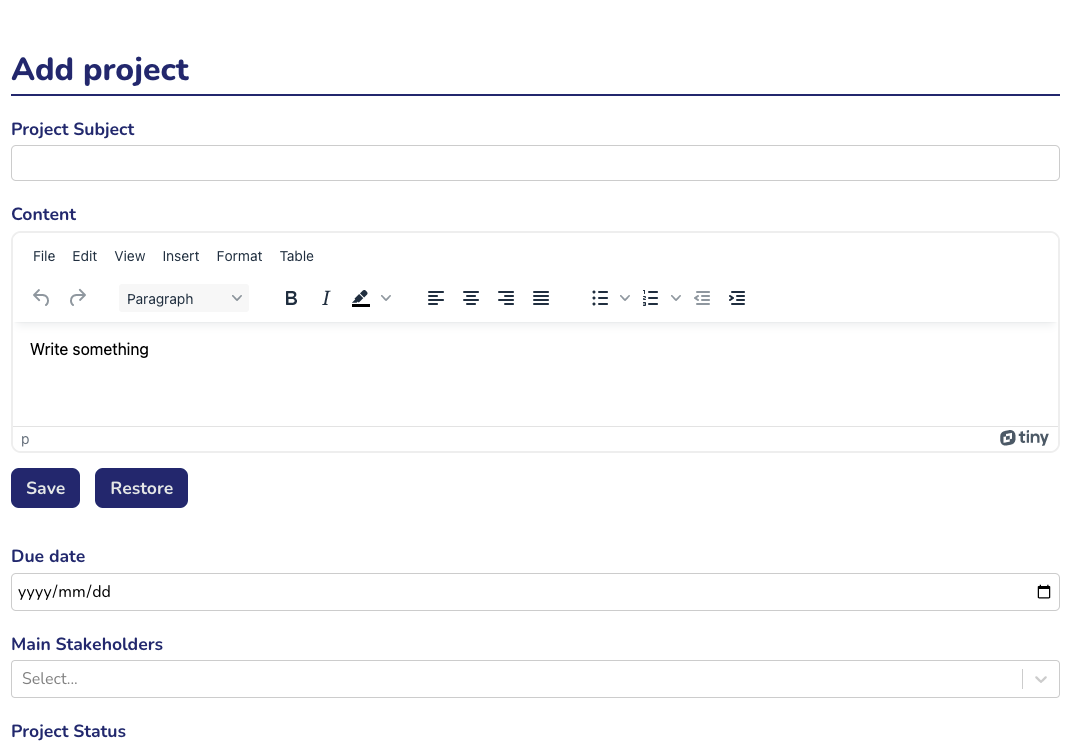 Add project
Project Subject
Content
File Edit View Insert Format Table
Paragraph B I
Write something
p tiny
Save Restore
Due date
yyyy/mm/dd
Main Stakeholders
Select...
Project Status